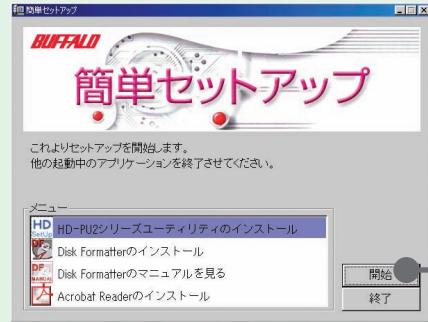 簡単セットアップ
BUFFALO
簡単セットアップ
これよりセットアップを開始します。
他の起動中のアプリケーションを終了させてください。
メニュー
HD SetUp HD-PU2シリーズユーティリティのインストール
DF Disk Formatterのインストール
DF MANUAL Disk Formatterのマニュアルを見る
Acrobat Readerのインストール
開始
終了